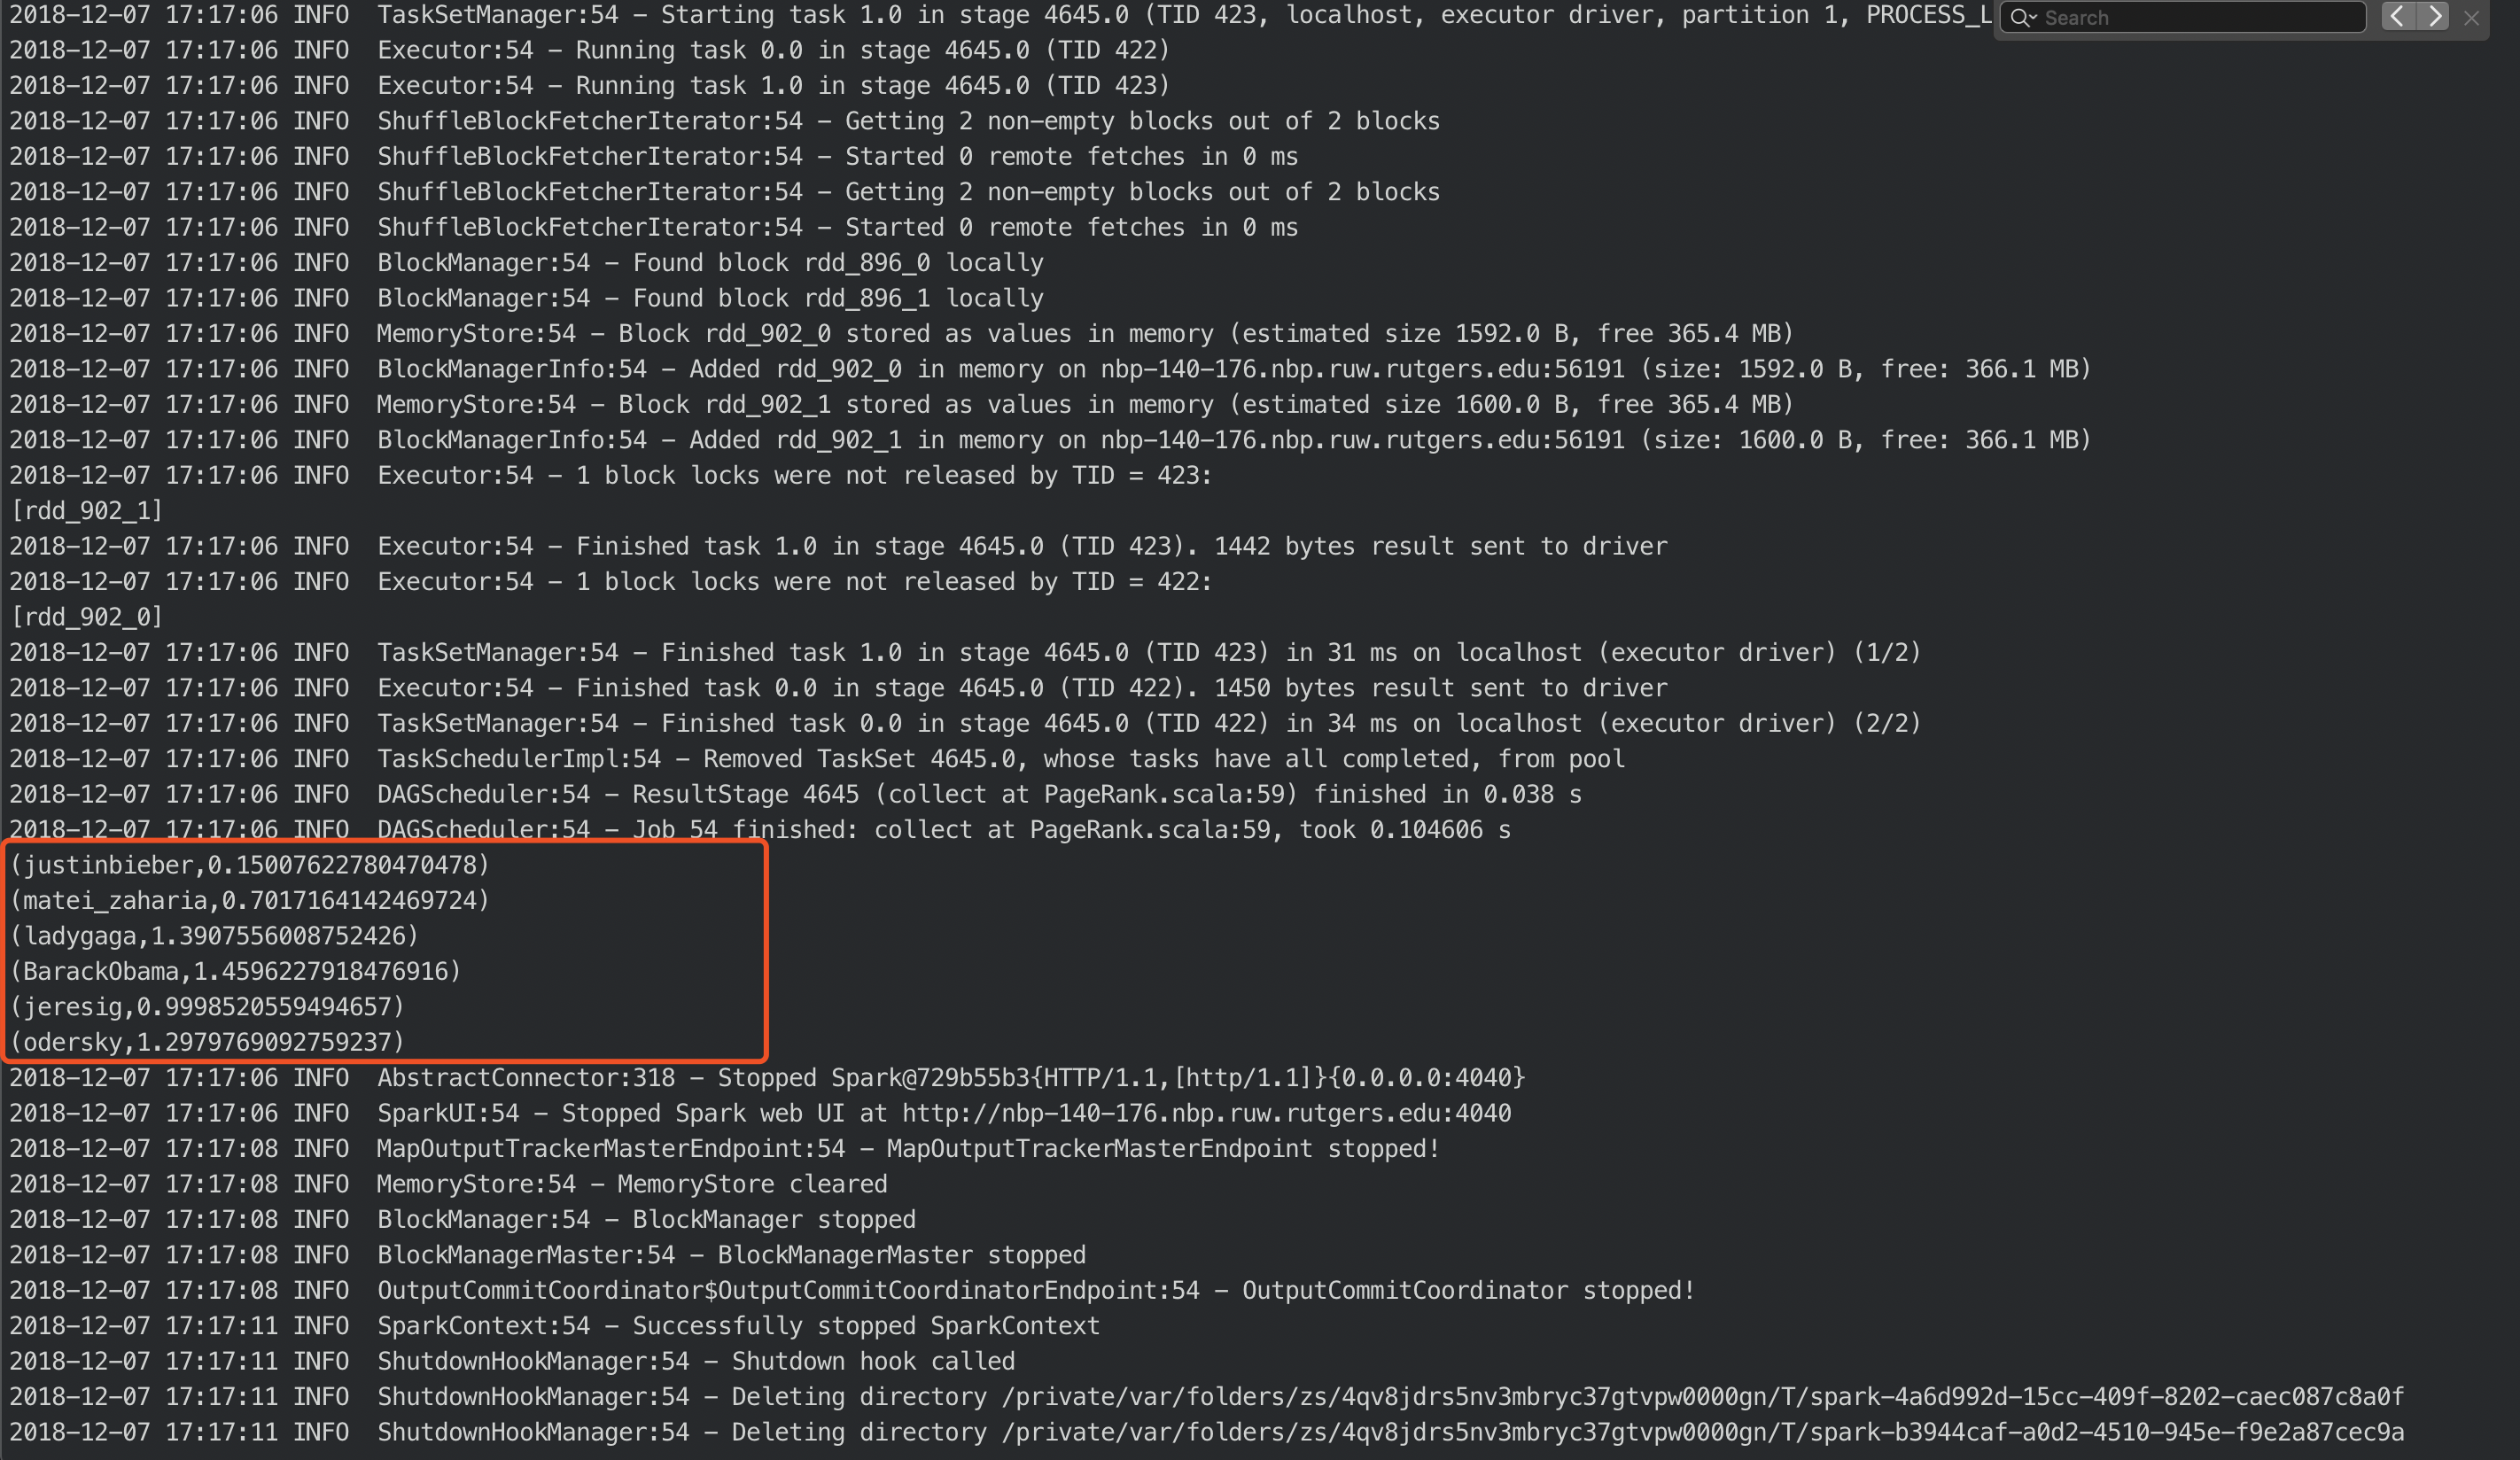 2018-12-07 17:17:06 INFO  TaskSetManager:54 - Starting task 1.0 in stage 4645.0 (TID 423, localhost, executor driver, partition 1, PROCESS_L
Search
2018-12-07 17:17:06 INFO  Executor:54 - Running task 0.0 in stage 4645.0 (TID 422)
2018-12-07 17:17:06 INFO  Executor:54 - Running task 1.0 in stage 4645.0 (TID 423)
2018-12-07 17:17:06 INFO  ShuffleBlockFetcherIterator:54 - Getting 2 non-empty blocks out of 2 blocks
2018-12-07 17:17:06 INFO  ShuffleBlockFetcherIterator:54 - Started 0 remote fetches in 0 ms
2018-12-07 17:17:06 INFO  ShuffleBlockFetcherIterator:54 - Getting 2 non-empty blocks out of 2 blocks
2018-12-07 17:17:06 INFO  ShuffleBlockFetcherIterator:54 - Started 0 remote fetches in 0 ms
2018-12-07 17:17:06 INFO  BlockManager:54 - Found block rdd_896_0 locally
2018-12-07 17:17:06 INFO  BlockManager:54 - Found block rdd_896_1 locally
2018-12-07 17:17:06 INFO  MemoryStore:54 - Block rdd_902_0 stored as values in memory (estimated size 1592.0 B, free 365.4 MB)
2018-12-07 17:17:06 INFO  BlockManagerInfo:54 - Added rdd_902_0 in memory on nbp-140-176.nbp.ruw.rutgers.edu:56191 (size: 1592.0 B, free: 366.1 MB)
2018-12-07 17:17:06 INFO  MemoryStore:54 - Block rdd_902_1 stored as values in memory (estimated size 1600.0 B, free 365.4 MB)
2018-12-07 17:17:06 INFO  BlockManagerInfo:54 - Added rdd_902_1 in memory on nbp-140-176.nbp.ruw.rutgers.edu:56191 (size: 1600.0 B, free: 366.1 MB)
2018-12-07 17:17:06 INFO  Executor:54 - 1 block locks were not released by TID = 423:
[rdd_902_1]
2018-12-07 17:17:06 INFO  Executor:54 - Finished task 1.0 in stage 4645.0 (TID 423). 1442 bytes result sent to driver
2018-12-07 17:17:06 INFO  Executor:54 - 1 block locks were not released by TID = 422:
[rdd_902_0]
2018-12-07 17:17:06 INFO  TaskSetManager:54 - Finished task 1.0 in stage 4645.0 (TID 423) in 31 ms on localhost (executor driver) (1/2)
2018-12-07 17:17:06 INFO  Executor:54 - Finished task 0.0 in stage 4645.0 (TID 422). 1450 bytes result sent to driver
2018-12-07 17:17:06 INFO  TaskSetManager:54 - Finished task 0.0 in stage 4645.0 (TID 422) in 34 ms on localhost (executor driver) (2/2)
2018-12-07 17:17:06 INFO  TaskSchedulerImpl:54 - Removed TaskSet 4645.0, whose tasks have all completed, from pool
2018-12-07 17:17:06 INFO  DAGScheduler:54 - ResultStage 4645 (collect at PageRank.scala:59) finished in 0.038 s
2018-12-07 17:17:06 INFO  DAGScheduler:54 - Job 54 finished: collect at PageRank.scala:59, took 0.104606 s
(justinbieber,0.15007622780470478)
(matei_zaharia,0.7017164142469724)
(ladygaga,1.3907556008752426)
(BarackObama,1.4596227918476916)
(jeresig,0.9998520559494657)
(odersky,1.2979769092759237)
2018-12-07 17:17:06 INFO  AbstractConnector:318 - Stopped Spark@729b55b3{HTTP/1.1,[http/1.1]}{0.0.0.0:4040}
2018-12-07 17:17:06 INFO  SparkUI:54 - Stopped Spark web UI at http://nbp-140-176.nbp.ruw.rutgers.edu:4040
2018-12-07 17:17:08 INFO  MapOutputTrackerMasterEndpoint:54 - MapOutputTrackerMasterEndpoint stopped!
2018-12-07 17:17:08 INFO  MemoryStore:54 - MemoryStore cleared
2018-12-07 17:17:08 INFO  BlockManager:54 - BlockManager stopped
2018-12-07 17:17:08 INFO  BlockManagerMaster:54 - BlockManagerMaster stopped
2018-12-07 17:17:08 INFO  OutputCommitCoordinator$OutputCommitCoordinatorEndpoint:54 - OutputCommitCoordinator stopped!
2018-12-07 17:17:11 INFO  SparkContext:54 - Successfully stopped SparkContext
2018-12-07 17:17:11 INFO  ShutdownHookManager:54 - Shutdown hook called
2018-12-07 17:17:11 INFO  ShutdownHookManager:54 - Deleting directory /private/var/folders/zs/4qv8jdrs5nv3mbryc37gtvpw0000gn/T/spark-4a6d992d-15cc-409f-8202-caec087c8a0f
2018-12-07 17:17:11 INFO  ShutdownHookManager:54 - Deleting directory /private/var/folders/zs/4qv8jdrs5nv3mbryc37gtvpw0000gn/T/spark-b3944caf-a0d2-4510-945e-f9e2a87cec9a